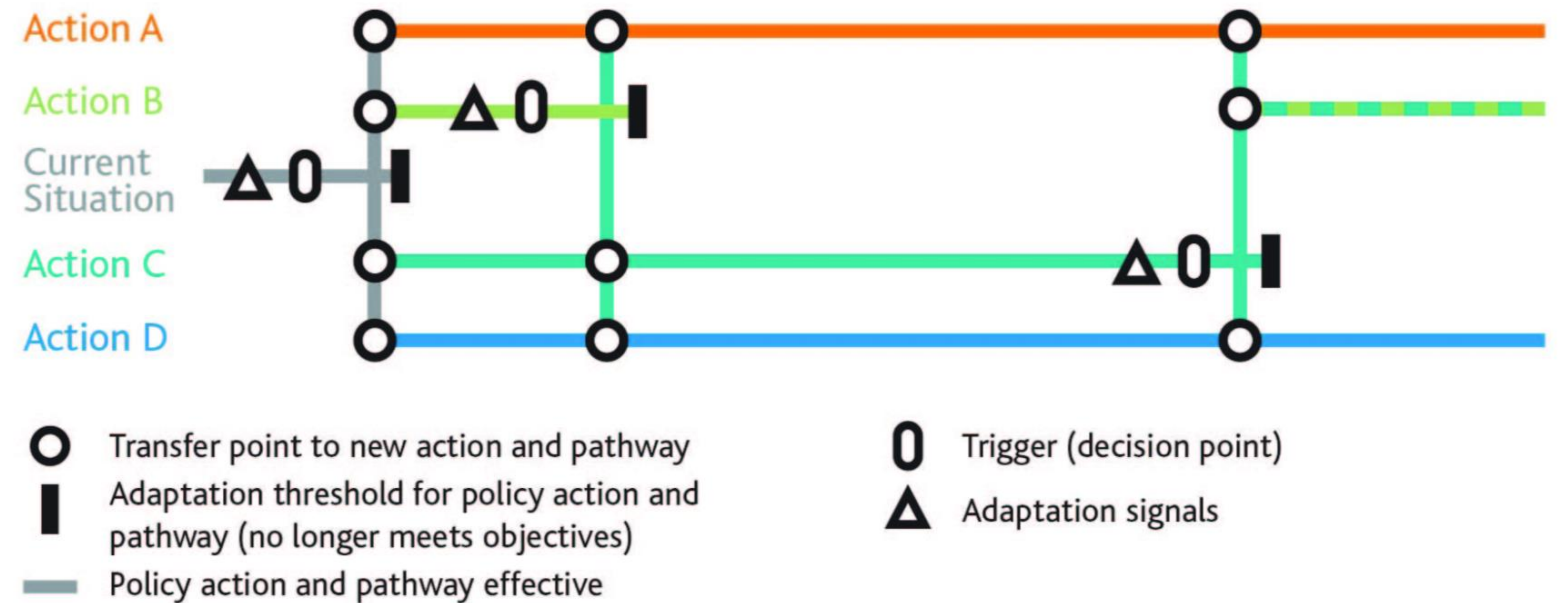 Action A
Action B
Current
Situation
Action C
Action D
Transfer point to new action and pathway
Adaptation threshold for policy action and
pathway (no longer meets objectives)
Policy action and pathway effective
Trigger (decision point)
Adaptation signals